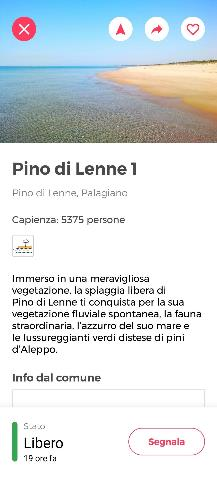 Pino di Lenne 1
Pino di Lenne, Palagiano
Capienza: 5375 persone
Immerso in una meravigliosa
vegetazione, la spiaggia libera di
Pino di Lenne ti conquista per la sua
vegetazione fluviale spontanea, la fauna
straordinaria, l'azzurro del suo mare e
le lussureggianti verdi distese di pini
d'Aleppo.
Info dal comune
Stato
Libero
19 ore fa
Segnala